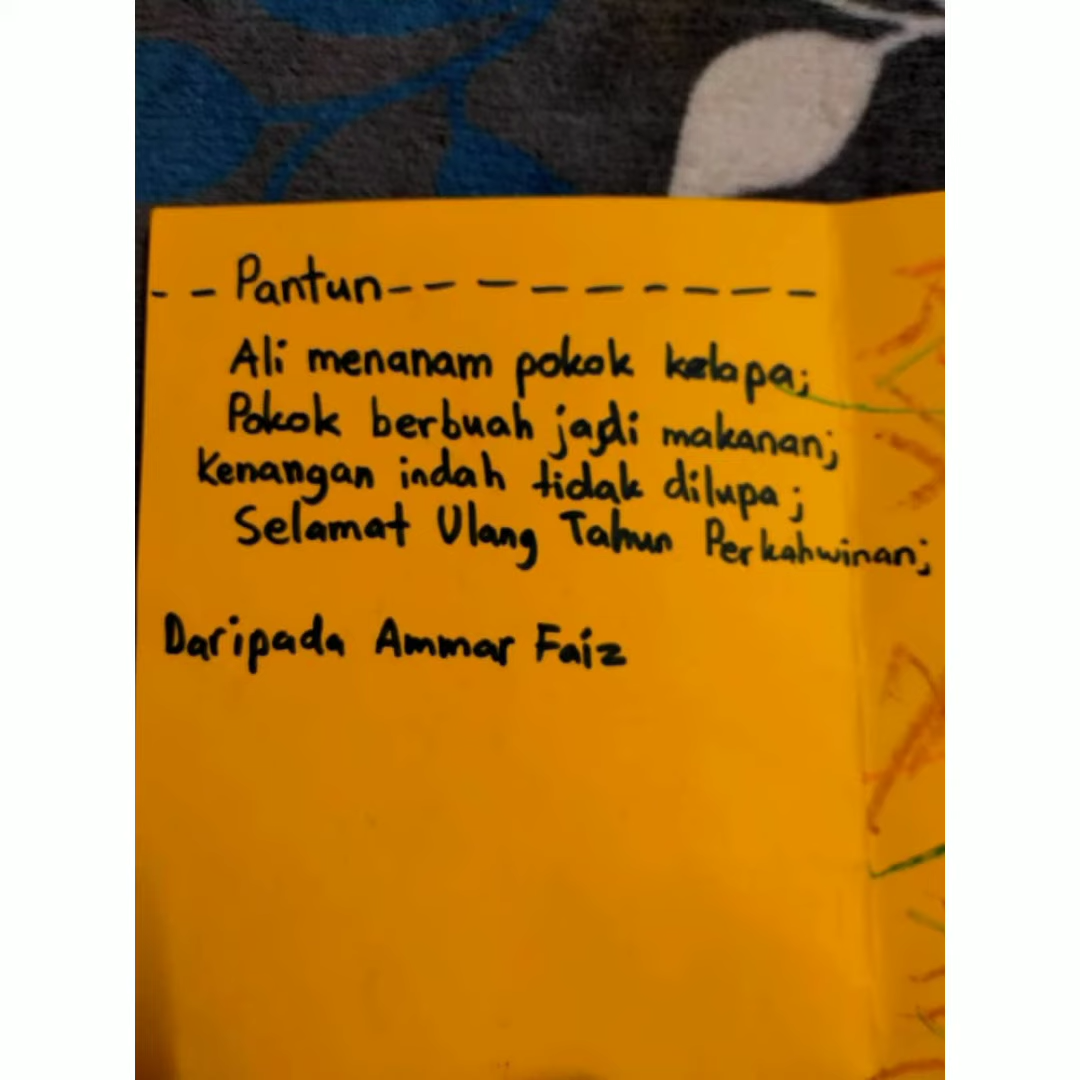 -- Pantun----------
Ali menanam pokok kelapa;
Pokok berbuah jadi makanan;
Kenangan indah tidak dilupa;
Selamat Ulang Tahun Perkahwinan;
Daripada Ammar Faiz